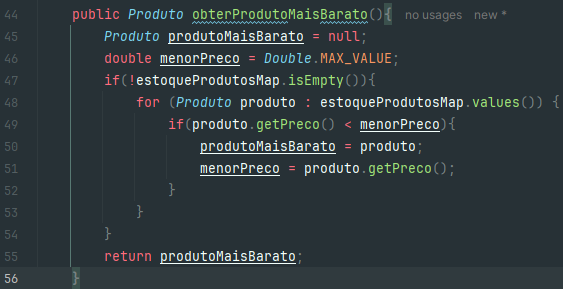 44 public Produto obterProdutoMaisBarato(){ no usages new *
45 Produto produtoMaisBarato = null;
46 double menorPreco = Double.MAX_VALUE;
47 if(!estoqueProdutosMap.isEmpty()){
48 for (Produto produto : estoqueProdutosMap.values()) {
49 if(produto.getPreco() < menorPreco){
50 produtoMaisBarato = produto;
51 menorPreco = produto.getPreco();
52 }
53 }
54 }
55 return produtoMaisBarato;
56 }